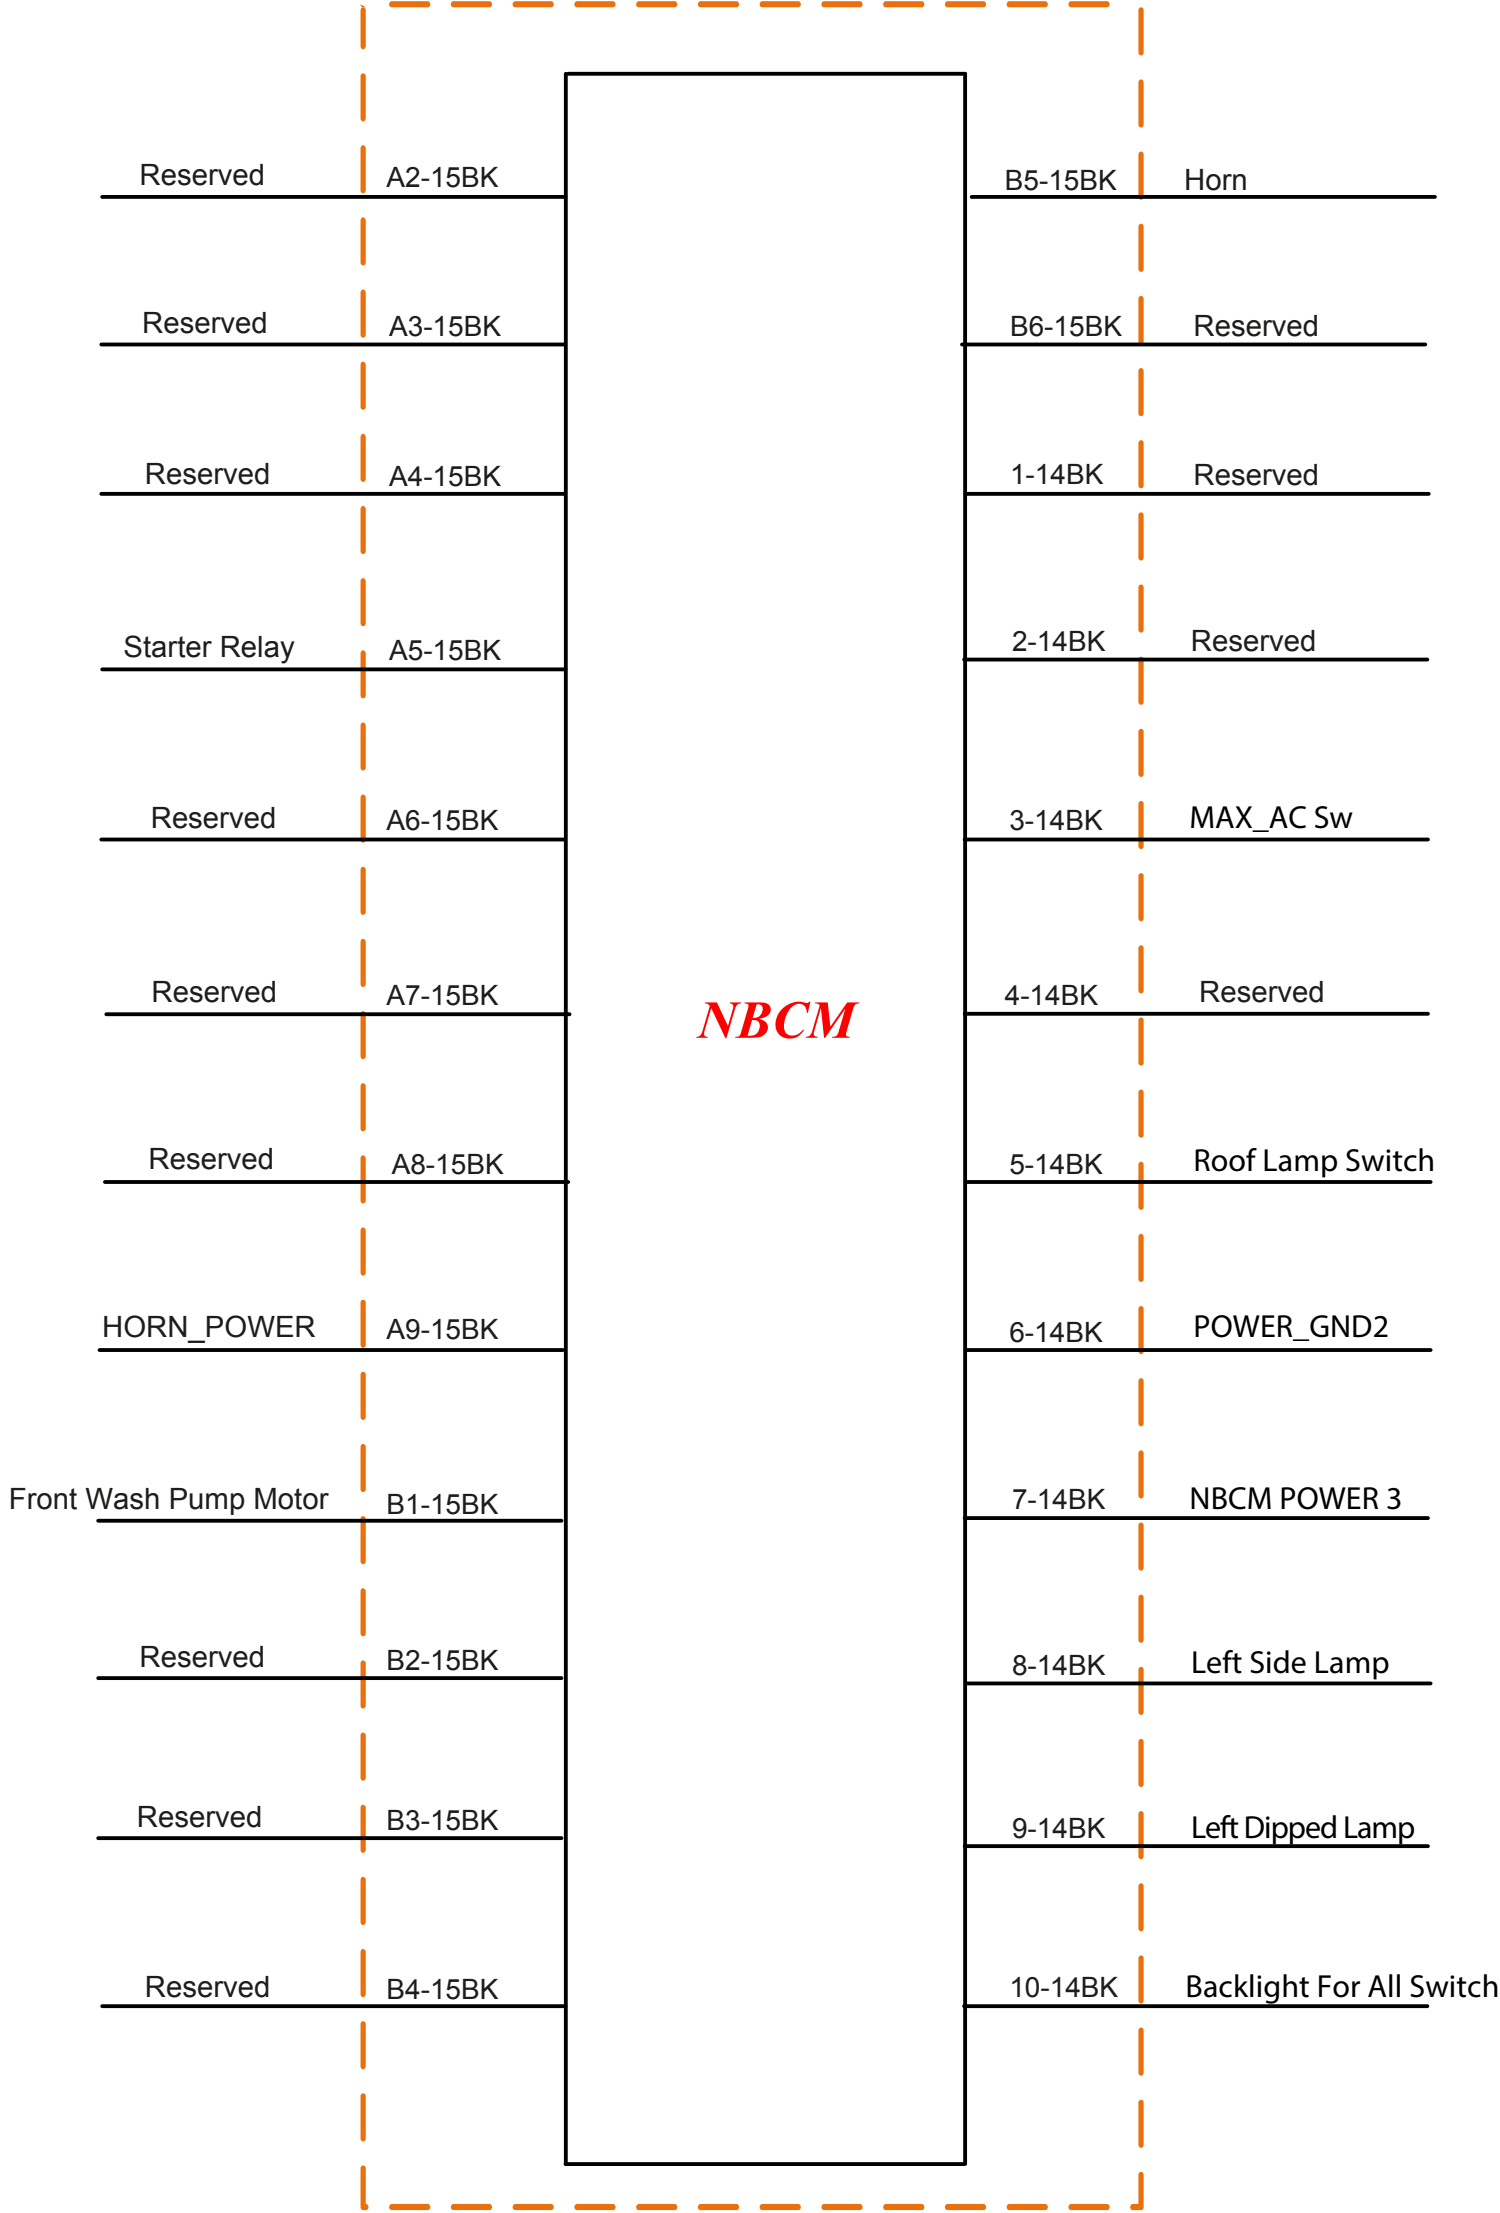 Reserved A2-15BK B5-15BK Horn
Reserved A3-15BK B6-15BK Reserved
Reserved A4-15BK 1-14BK Reserved
Starter Relay A5-15BK 2-14BK Reserved
Reserved A6-15BK 3-14BK MAX_AC Sw
Reserved A7-15BK 4-14BK Reserved
NBCM
Reserved A8-15BK 5-14BK Roof Lamp Switch
HORN_POWER A9-15BK 6-14BK POWER_GND2
Front Wash Pump Motor B1-15BK 7-14BK NBCM POWER 3
Reserved B2-15BK 8-14BK Left Side Lamp
Reserved B3-15BK 9-14BK Left Dipped Lamp
Reserved B4-15BK 10-14BK Backlight For All Switch